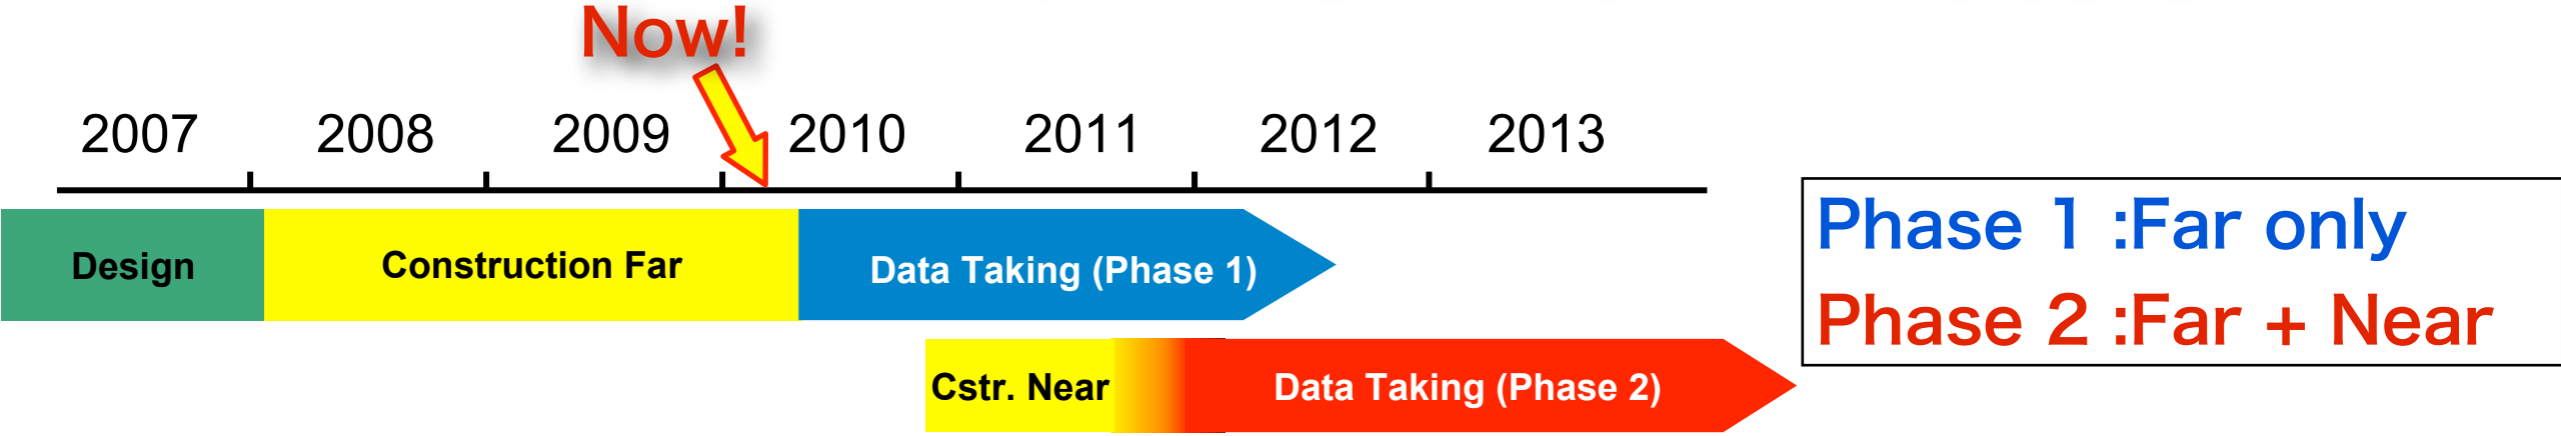 Now!
2007 2008 2009 2010 2011 2012 2013
Design Construction Far Data Taking (Phase 1)
Cstr. Near Data Taking (Phase 2)
Phase 1 :Far only
Phase 2 :Far + Near